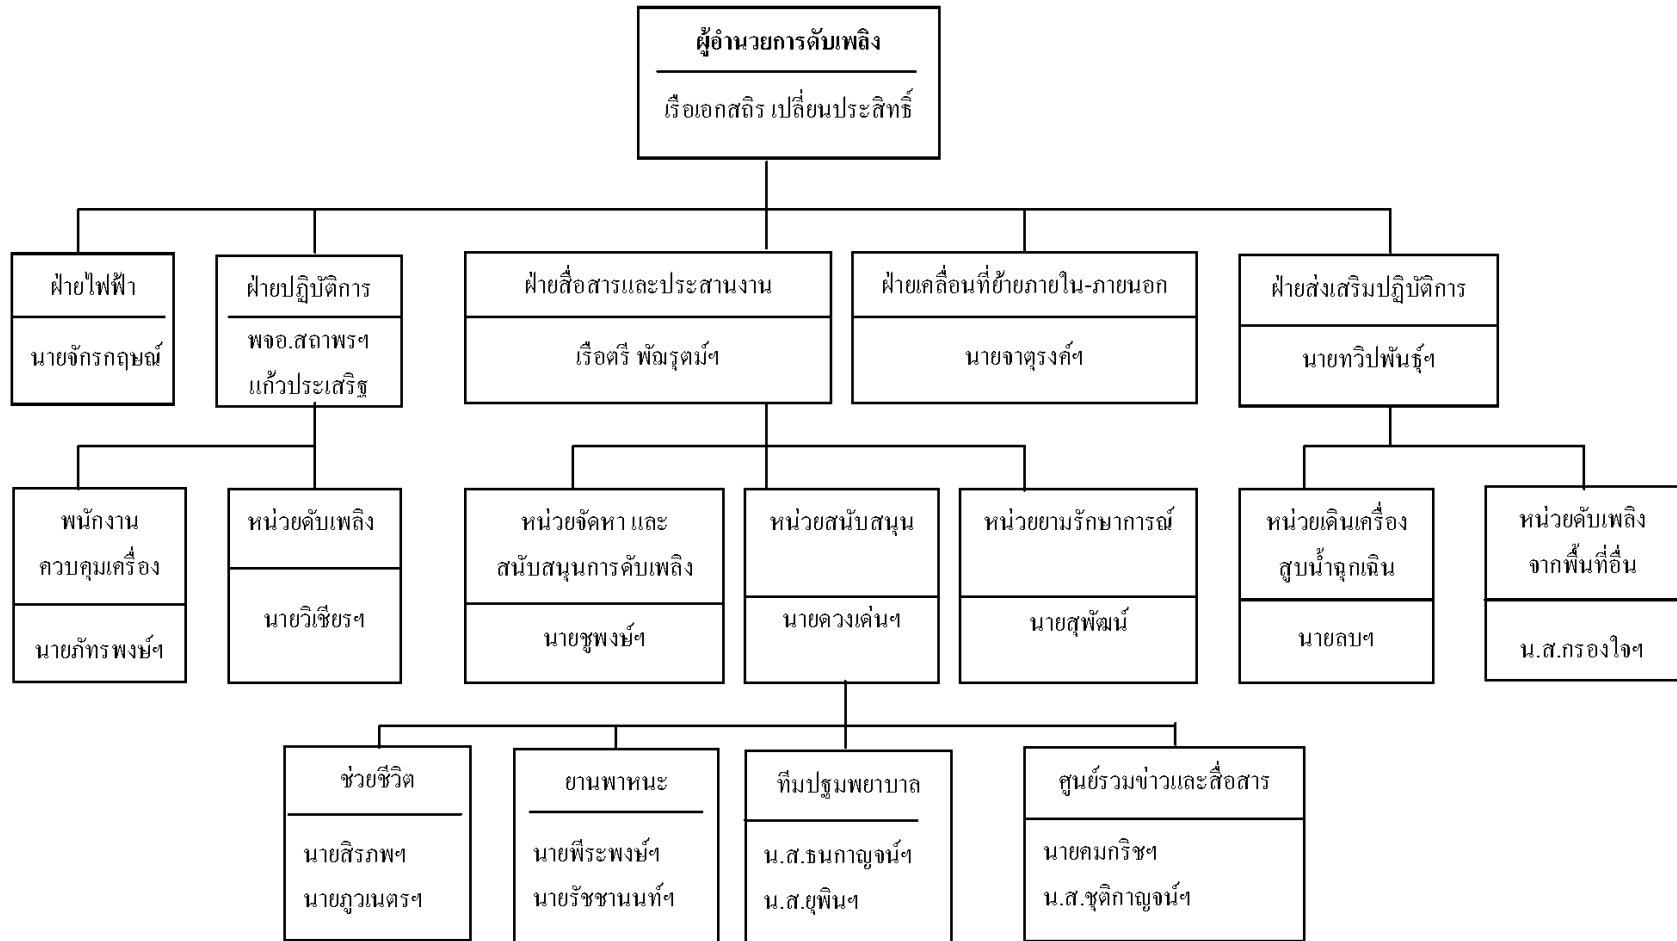 ผู้อำนวยการดับเพลิง
เรือเอกสถิร เปลี่ยนประสิทธิ์
ฝ่ายไฟฟ้า
นายจักรกฤษณ์
ฝ่ายปฏิบัติการ
พจอ.สถาพรฯ
แก้วประเสริฐ
ฝ่ายสื่อสารและประสานงาน
เรือตรี พัฒรุตม์ฯ
ฝ่ายเคลื่อนที่ย้ายภายใน-ภายนอก
นายจาตุรงค์ฯ
ฝ่ายส่งเสริมปฏิบัติการ
นายทวิปพันธุ์ฯ
พนักงาน
ควบคุมเครื่อง
นายภัทรพงษ์ฯ
หน่วยดับเพลิง
นายวิเชียรฯ
หน่วยจัดหา และ
สนับสนุนการดับเพลิง
นายชูพงษ์ฯ
หน่วยสนับสนุน
นายดวงเด่นฯ
หน่วยยามรักษาการณ์
นายสุพัฒน์
หน่วยเดินเครื่อง
สูบน้ำฉุกเฉิน
นายลบฯ
หน่วยดับเพลิง
จากพื้นที่อื่น
น.ส.กรองใจฯ
ช่วยชีวิต
นายสิรภพฯ
นายภูวเนตรฯ
ยานพาหนะ
นายพีระพงษ์ฯ
นายรัชชานนท์ฯ
ทีมปฐมพยาบาล
น.ส.ธนกาญจน์ฯ
น.ส.ยุพินฯ
ศูนย์รวมข่าวและสื่อสาร
นายคมกริชฯ
น.ส.ชุติกาญจน์ฯ